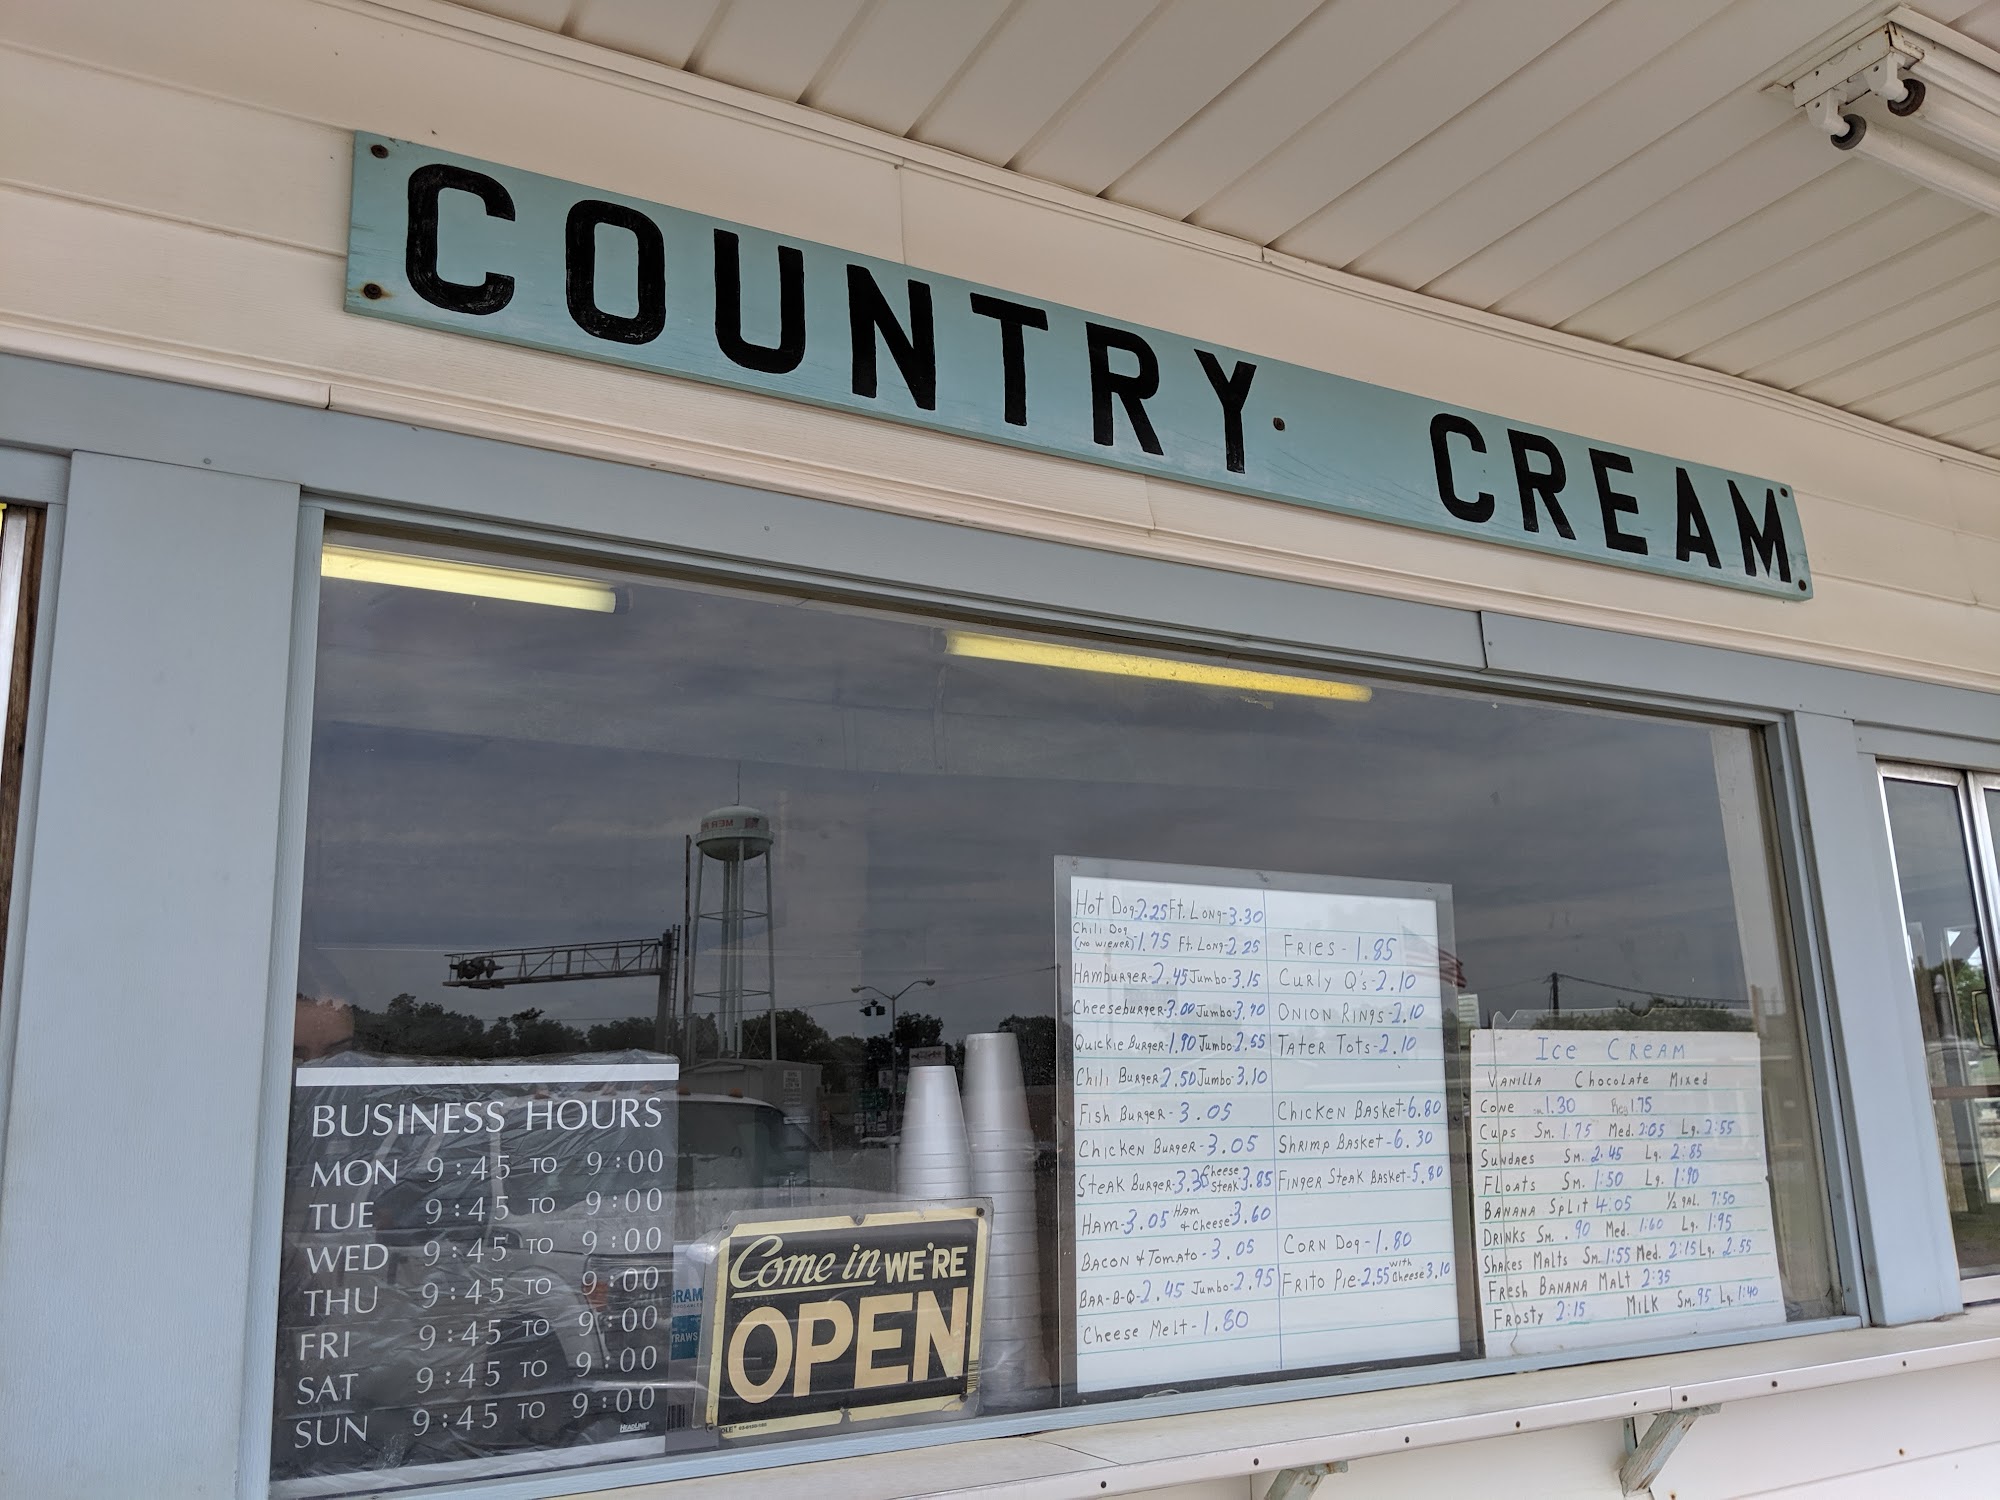 COUNTRY CREAM
BUSINESS HOURS
MON 9:45 TO 9:00
TUE 9:45 TO 9:00
WED 9:45 TO 9:00
THU 9:45 TO 9:00
FRI 9:45 TO 9:00
SAT 9:45 TO 9:00
SUN 9:45 TO 9:00
HEADLINE
Come in WE'RE
OPEN
Hot Dog-2.25 Ft. Long-3.30
Chili Dog
(No Wiener) 1.75 Ft. Long-2.25
Hamburger-2.45 Jumbo-3.15
Cheeseburger-3.00 Jumbo-3.70
Quickie Burger-1.90 Jumbo-2.55
Chili Burger 2.50 Jumbo-3.10
Fish Burger-3.05
Chicken Burger-3.05
Steak Burger-3.30 Cheese Steak 3.85
Ham-3.05 Ham & Cheese-3.60
Bacon & Tomato-3.05
Bar-B-Q-2.45 Jumbo-2.95
Cheese Melt-1.80
Fries-1.85
Curly Q's-2.10
Onion Rings-2.10
Tater Tots-2.10
Chicken Basket-6.80
Shrimp Basket-6.30
Finger Steak Basket-5.80
Corn Dog-1.80
Frito Pie-2.55 with Cheese 3.10
Ice Cream
Vanilla Chocolate Mixed
Cone 1.30 Reg 1.75
Cups Sm. 1.75 Med. 2:05 Lg. 2:55
Sundaes Sm. 2.45 Lg. 2:85
Floats Sm. 1:50 Lg. 1:90
Banana Split 4.05 1/2 gal. 7:50
Drinks Sm. .90 Med. 1:60 Lg. 1:95
Shakes Malts Sm. 1:55 Med. 2:15 Lg. 2.55
Fresh Banana Malt 2:35
Frosty 2:15 Milk Sm. 95 Lg. 1:40